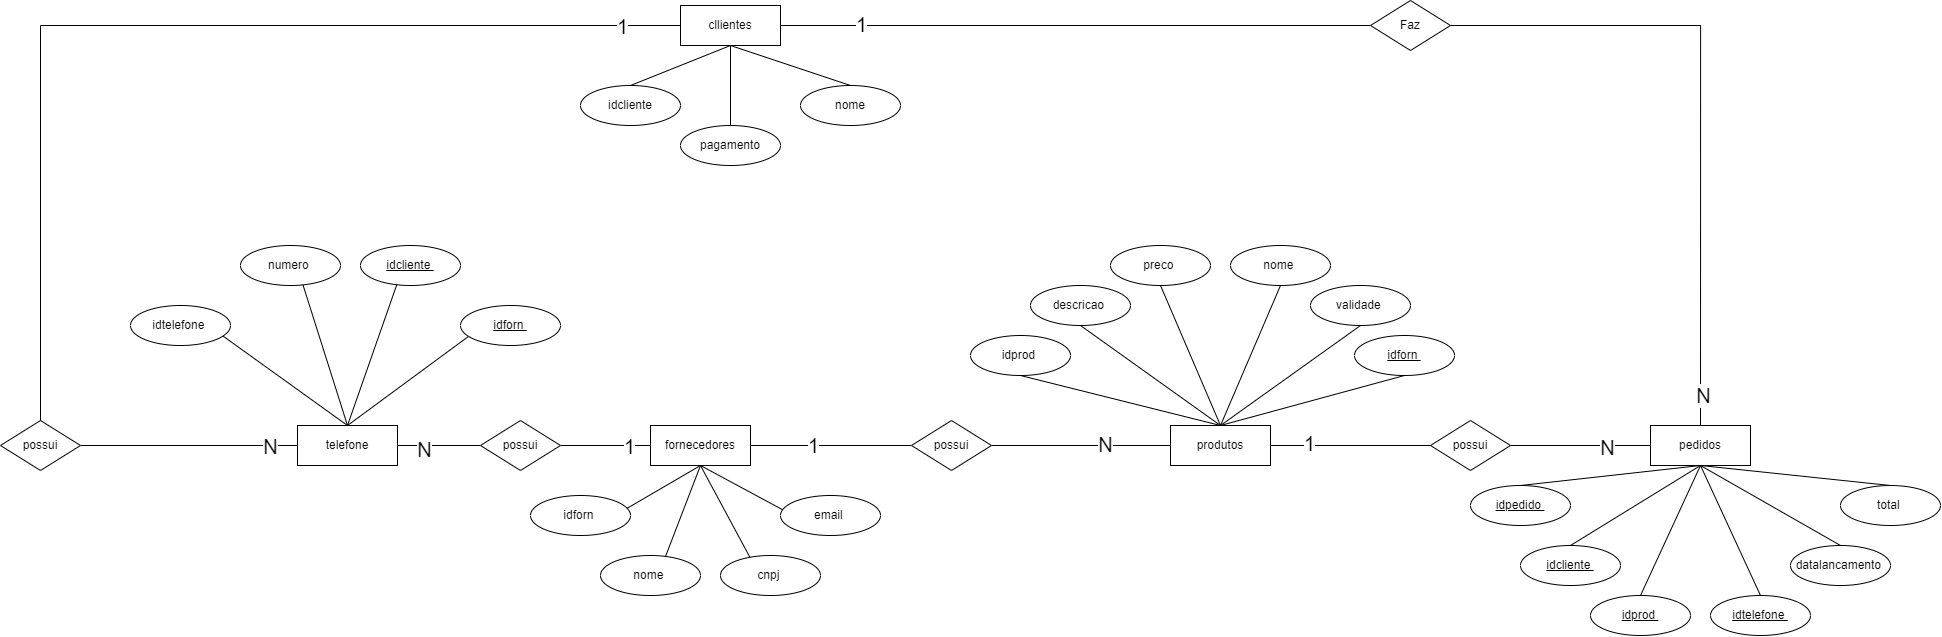 1
cllientes
1
Faz
idcliente
nome
pagamento
numero
idcliente
idtelefone
idforn
preco
nome
descricao
validade
idprod
idforn
N
possui
N
telefone
N
possui
1
fornecedores
1
possui
N
produtos
1
possui
N
pedidos
idforn
email
nome
cnpj
idpedido
total
idcliente
datalancamento
idprod
idtelefone